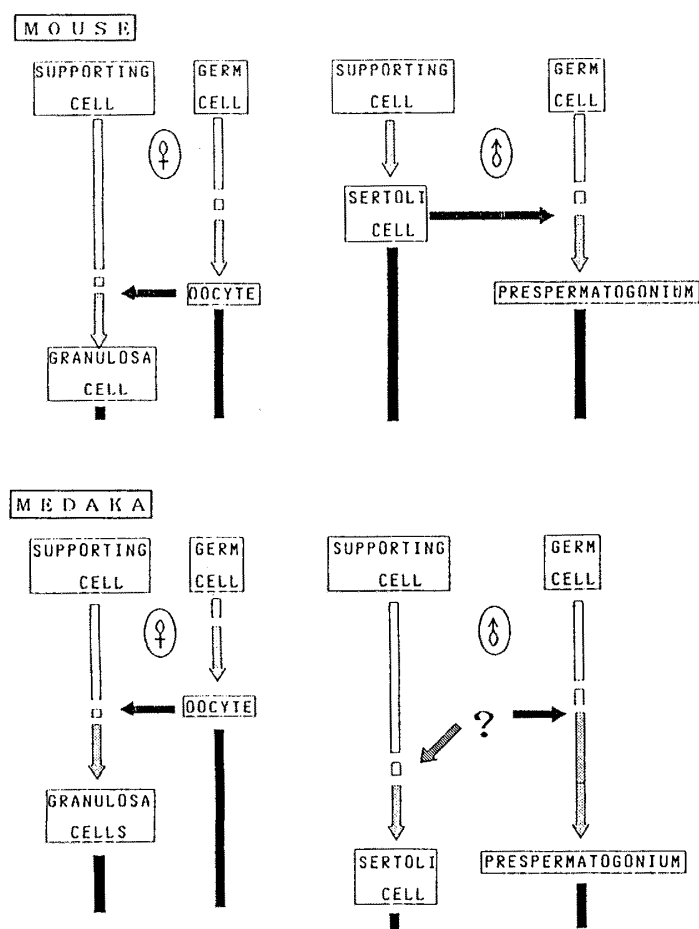 MOUSE
SUPPORTING
CELL
GERM
CELL
♀
OOCYTE
GRANULOSA
CELL
SUPPORTING
CELL
GERM
CELL
♂
SERTOLI
CELL
PRESPERMATOGONIUM
MEDAKA
SUPPORTING
CELL
GERM
CELL
♀
OOCYTE
GRANULOSA
CELLS
SUPPORTING
CELL
GERM
CELL
♂
?
SERTOLI
CELL
PRESPERMATOGONIUM